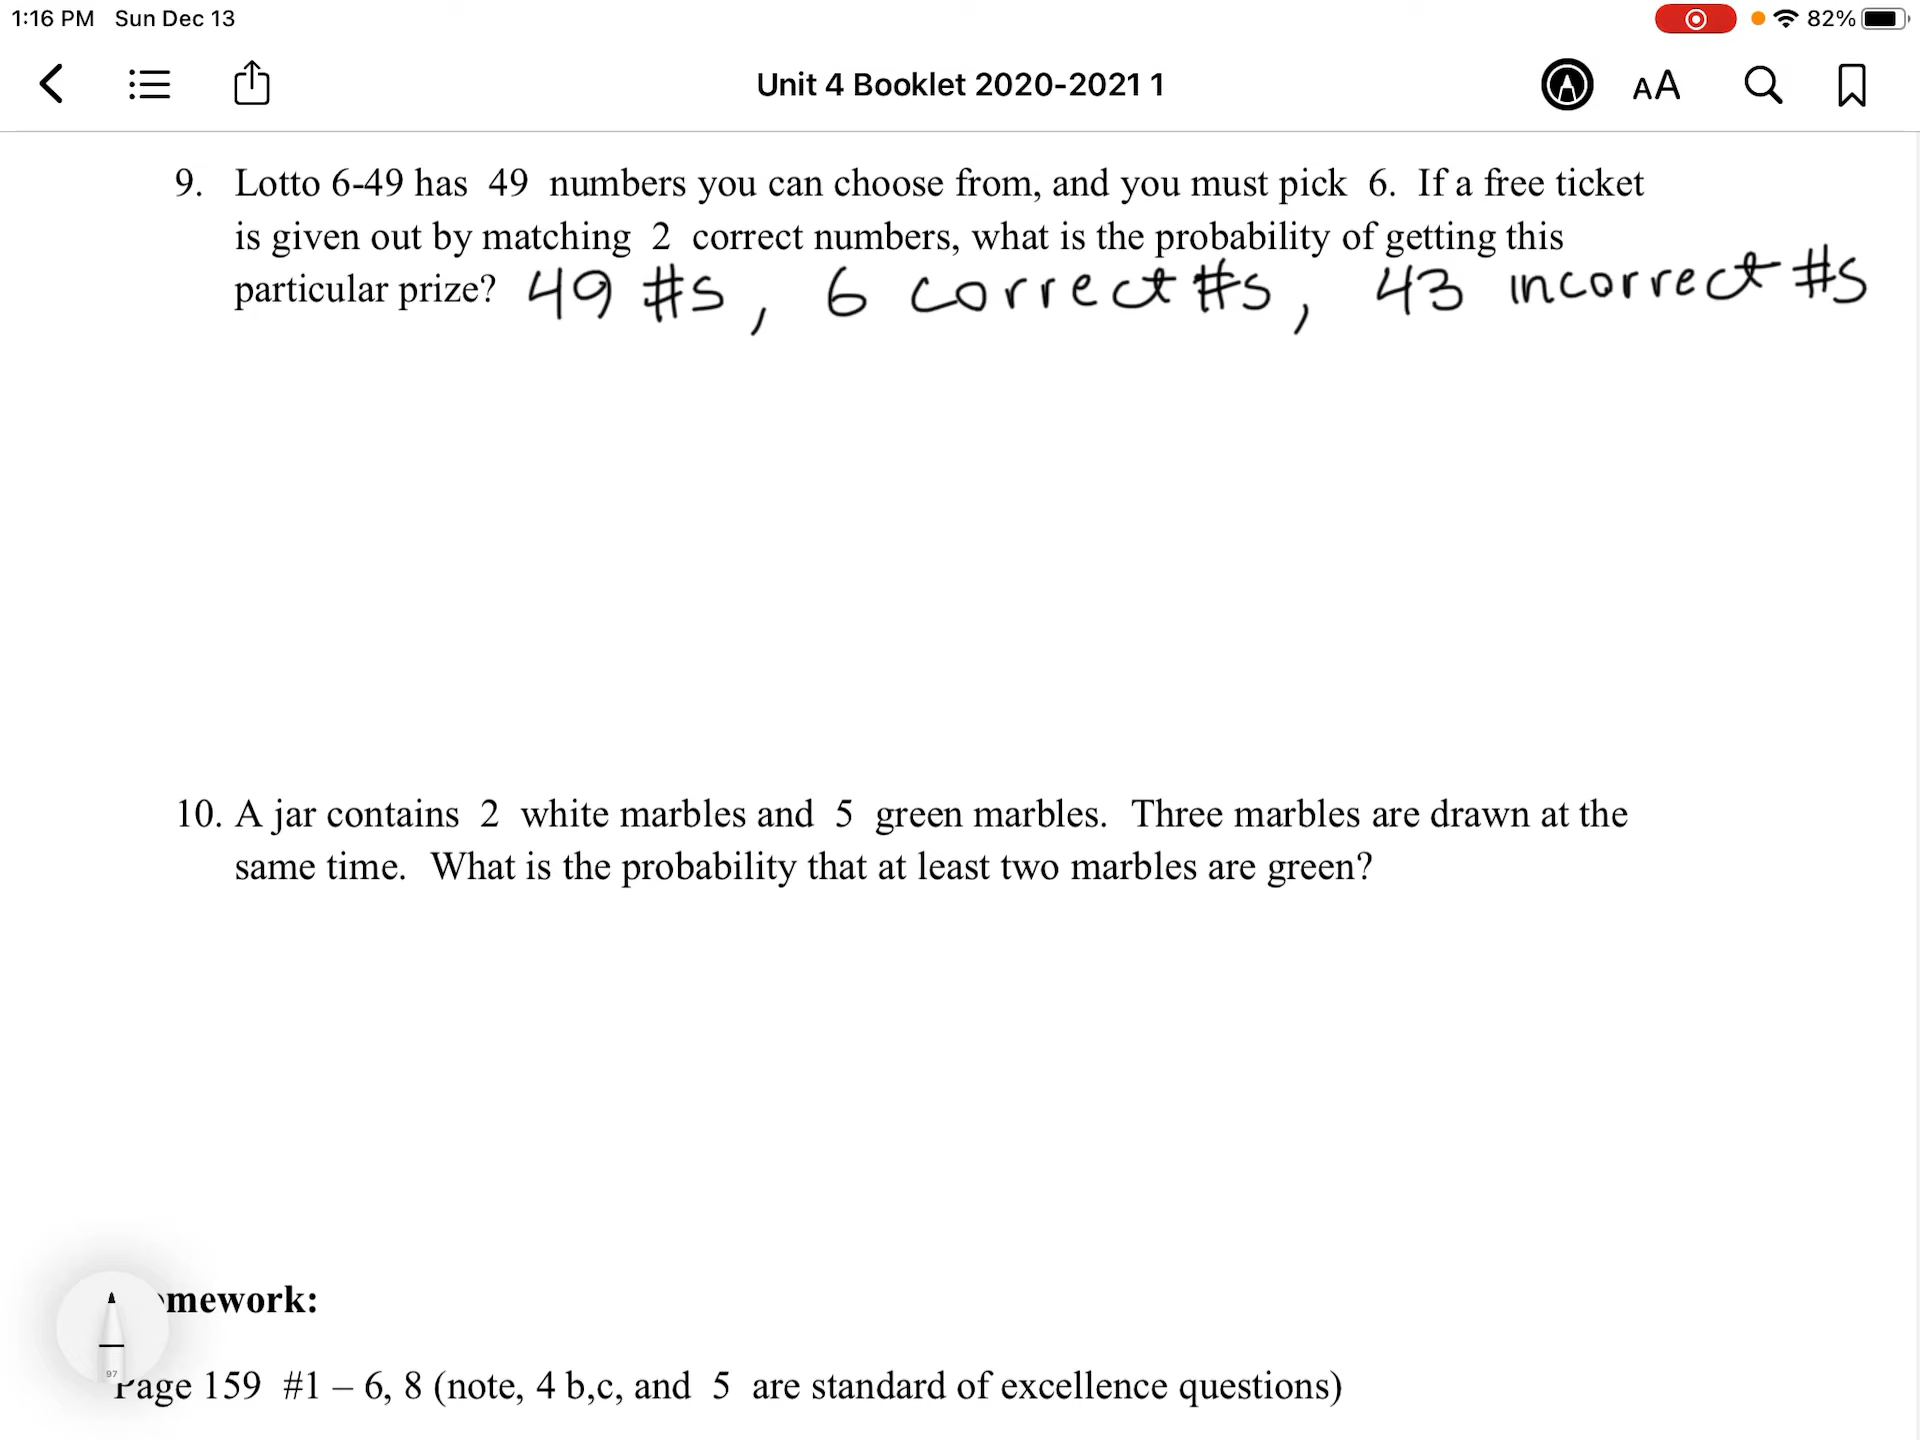 1:16 PM Sun Dec 13
82%
Unit 4 Booklet 2020-2021 1
AA
9. Lotto 6-49 has 49 numbers you can choose from, and you must pick 6. If a free ticket
is given out by matching 2 correct numbers, what is the probability of getting this
particular prize? 49 #s, 6 correct #s, 43 incorrect #s
10. A jar contains 2 white marbles and 5 green marbles. Three marbles are drawn at the
same time. What is the probability that at least two marbles are green?
mework:
97
Page 159 #1 – 6, 8 (note, 4 b,c, and 5 are standard of excellence questions)